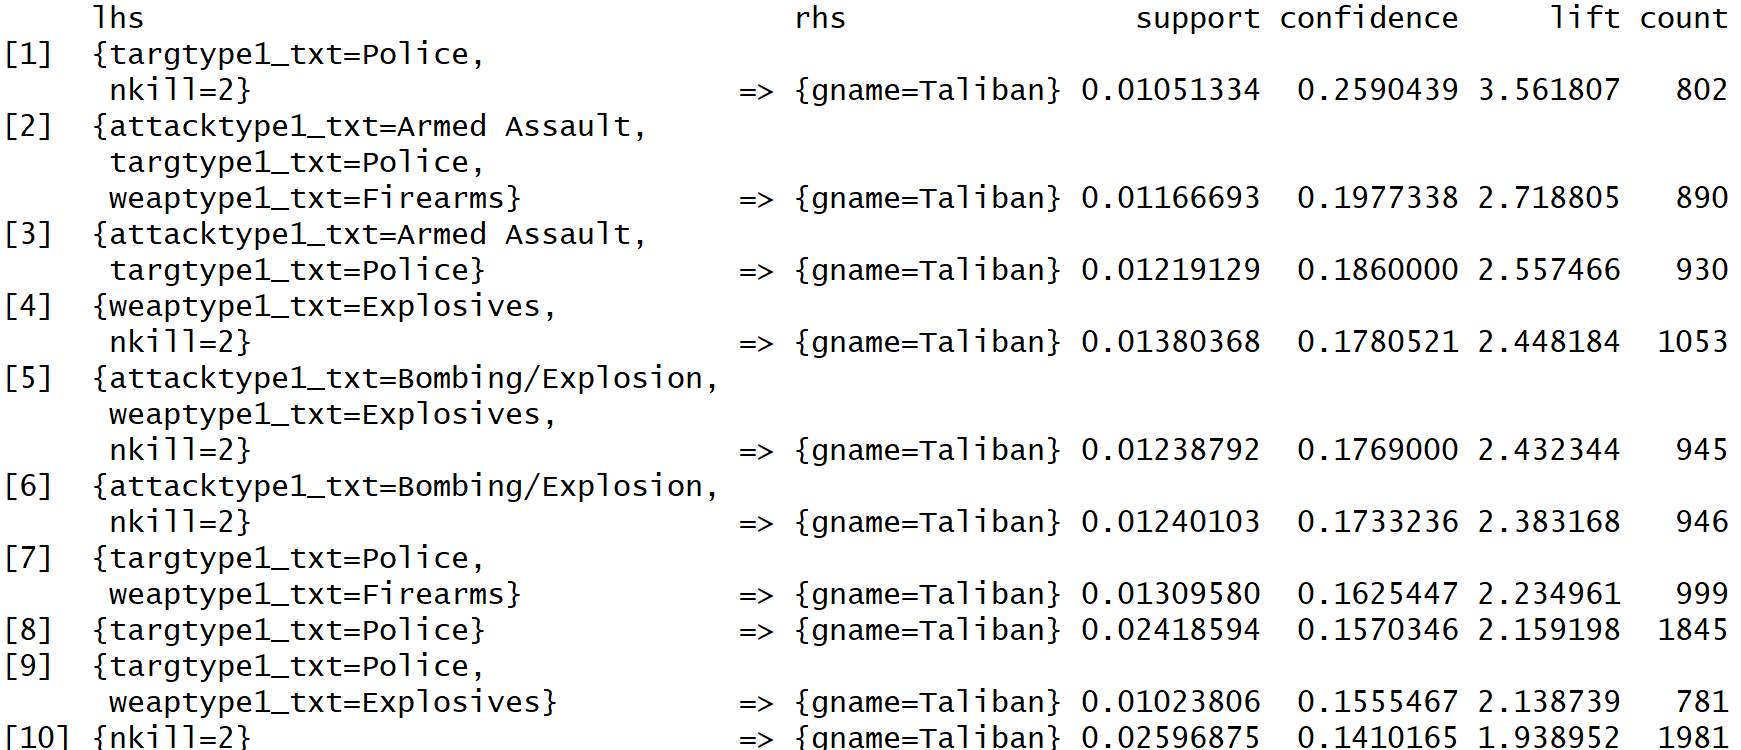 lhs rhs support confidence lift count
[1] {targtype1_txt=Police,
nkill=2} => {gname=Taliban} 0.01051334 0.2590439 3.561807 802
[2] {attacktype1_txt=Armed Assault,
targtype1_txt=Police,
weaptype1_txt=Firearms} => {gname=Taliban} 0.01166693 0.1977338 2.718805 890
[3] {attacktype1_txt=Armed Assault,
targtype1_txt=Police} => {gname=Taliban} 0.01219129 0.1860000 2.557466 930
[4] {weaptype1_txt=Explosives,
nkill=2} => {gname=Taliban} 0.01380368 0.1780521 2.448184 1053
[5] {attacktype1_txt=Bombing/Explosion,
weaptype1_txt=Explosives,
nkill=2} => {gname=Taliban} 0.01238792 0.1769000 2.432344 945
[6] {attacktype1_txt=Bombing/Explosion,
nkill=2} => {gname=Taliban} 0.01240103 0.1733236 2.383168 946
[7] {targtype1_txt=Police,
weaptype1_txt=Firearms} => {gname=Taliban} 0.01309580 0.1625447 2.234961 999
[8] {targtype1_txt=Police} => {gname=Taliban} 0.02418594 0.1570346 2.159198 1845
[9] {targtype1_txt=Police,
weaptype1_txt=Explosives} => {gname=Taliban} 0.01023806 0.1555467 2.138739 781
[10] {nkill=2} => {gname=Taliban} 0.02596875 0.1410165 1.938952 1981